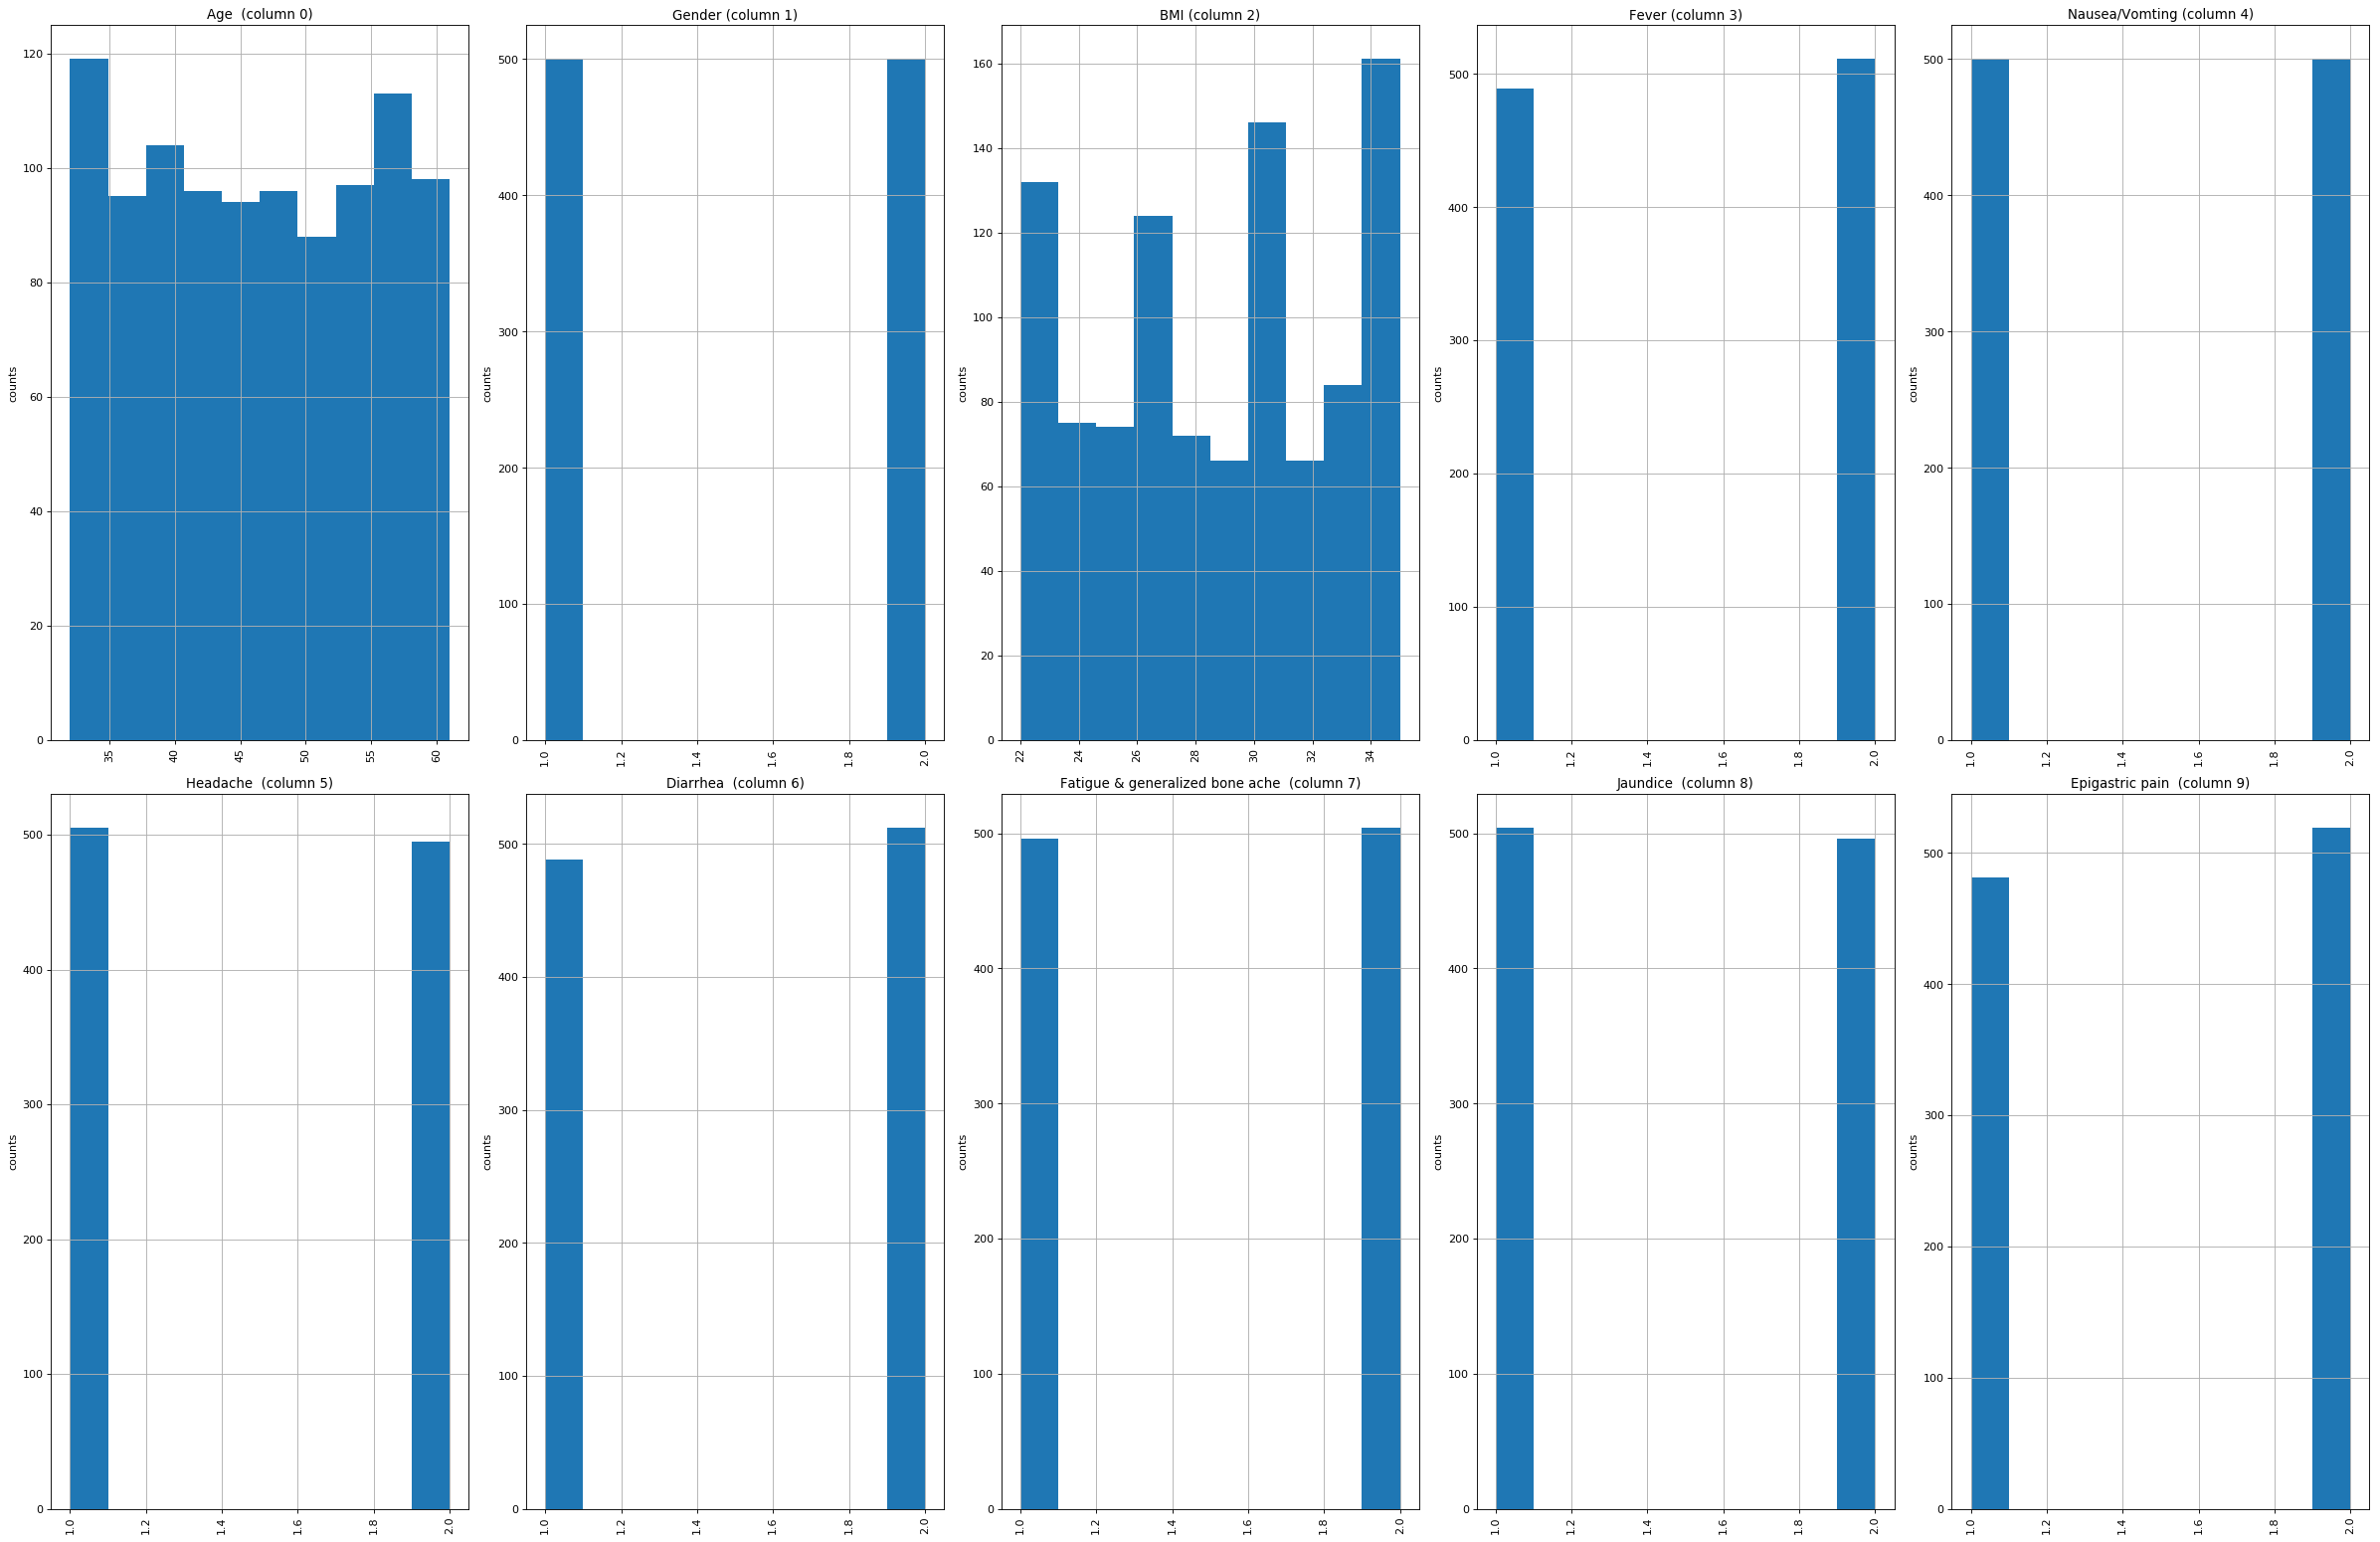 Age  (column 0)
counts
120
100
80
60
40
20
0
35 40 45 50 55 60
Gender (column 1)
counts
500
400
300
200
100
0
1.0 1.2 1.4 1.6 1.8 2.0
BMI (column 2)
counts
160
140
120
100
80
60
40
20
0
22 24 26 28 30 32 34
Fever (column 3)
counts
500
400
300
200
100
0
1.0 1.2 1.4 1.6 1.8 2.0
Nausea/Vomting (column 4)
counts
500
400
300
200
100
0
1.0 1.2 1.4 1.6 1.8 2.0
Headache  (column 5)
counts
500
400
300
200
100
0
1.0 1.2 1.4 1.6 1.8 2.0
Diarrhea  (column 6)
counts
500
400
300
200
100
0
1.0 1.2 1.4 1.6 1.8 2.0
Fatigue & generalized bone ache  (column 7)
counts
500
400
300
200
100
0
1.0 1.2 1.4 1.6 1.8 2.0
Jaundice  (column 8)
counts
500
400
300
200
100
0
1.0 1.2 1.4 1.6 1.8 2.0
Epigastric pain  (column 9)
counts
500
400
300
200
100
0
1.0 1.2 1.4 1.6 1.8 2.0